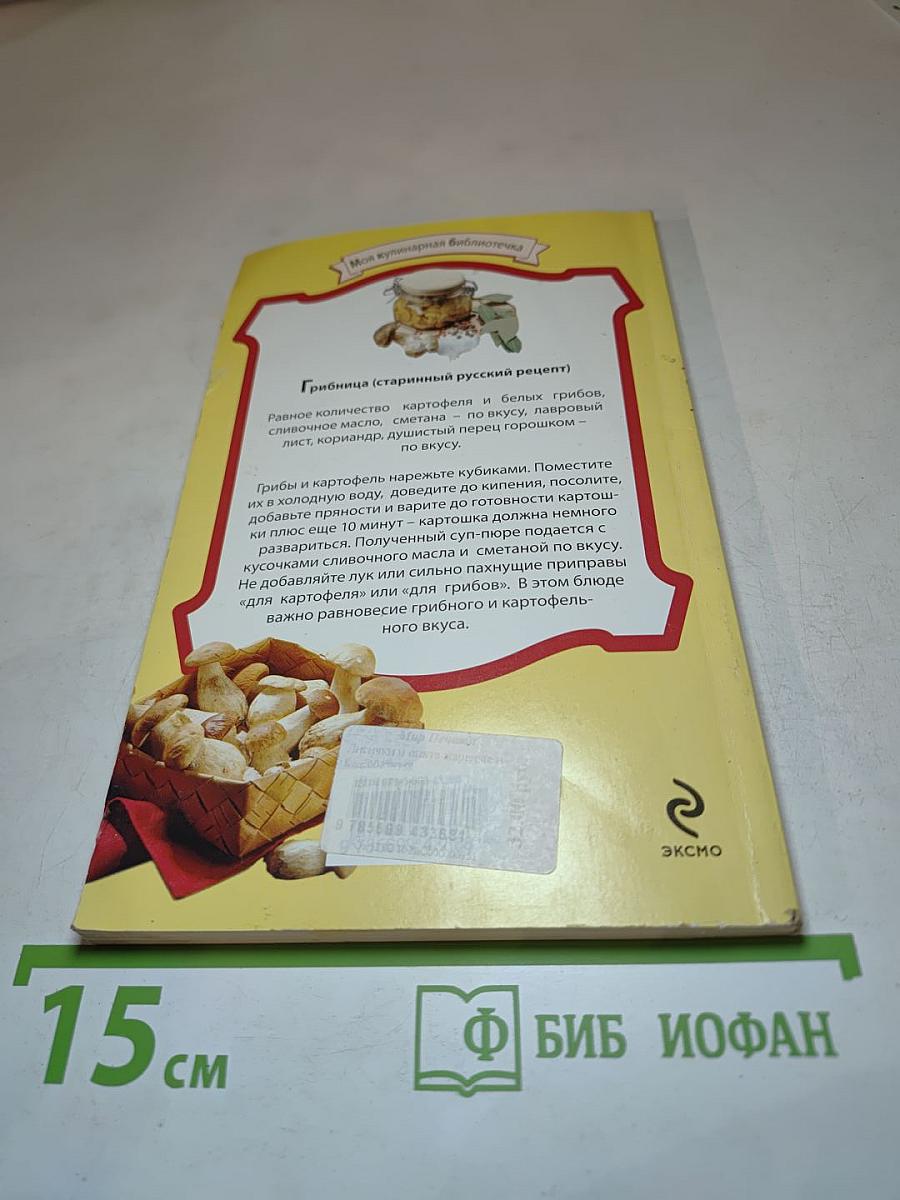 Моя кулинарная библиотечка
Грибница (старинный русский рецепт)
Равное количество картофеля и белых грибов,
сливочное масло, сметана – по вкусу, лавровый
лист, кориандр, душистый перец горошком –
по вкусу.
Грибы и картофель нарежьте кубиками. Поместите
их в холодную воду, доведите до кипения, посолите,
добавьте пряности и варите до готовности картош-
ки плюс еще 10 минут – картошка должна немного
развариться. Полученный суп-пюре подается с
кусочками сливочного масла и сметаной по вкусу.
Не добавляйте лук или сильно пахнущие приправы
«для картофеля» или «для грибов». В этом блюде
важно равновесие грибного и картофель-
ного вкуса.
ЭКСМО
15 см
Ф БИБ ИОФАН